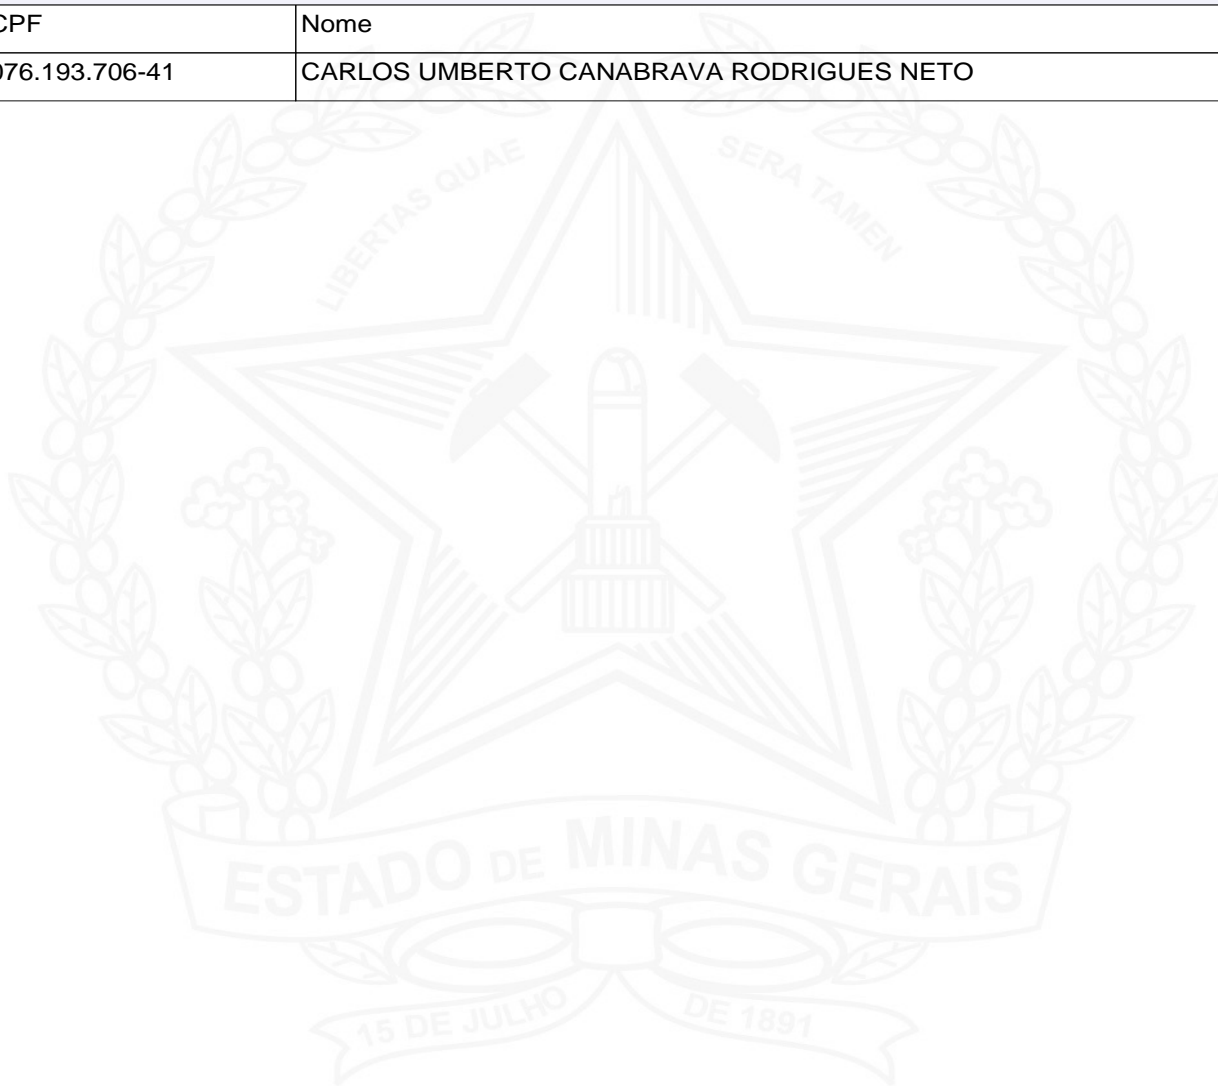 CPF Nome
076.193.706-41 CARLOS UMBERTO CANABRAVA RODRIGUES NETO
LIBERTAS QUAE SERA TAMEN
ESTADO DE MINAS GERAIS
15 DE JULHO DE 1891